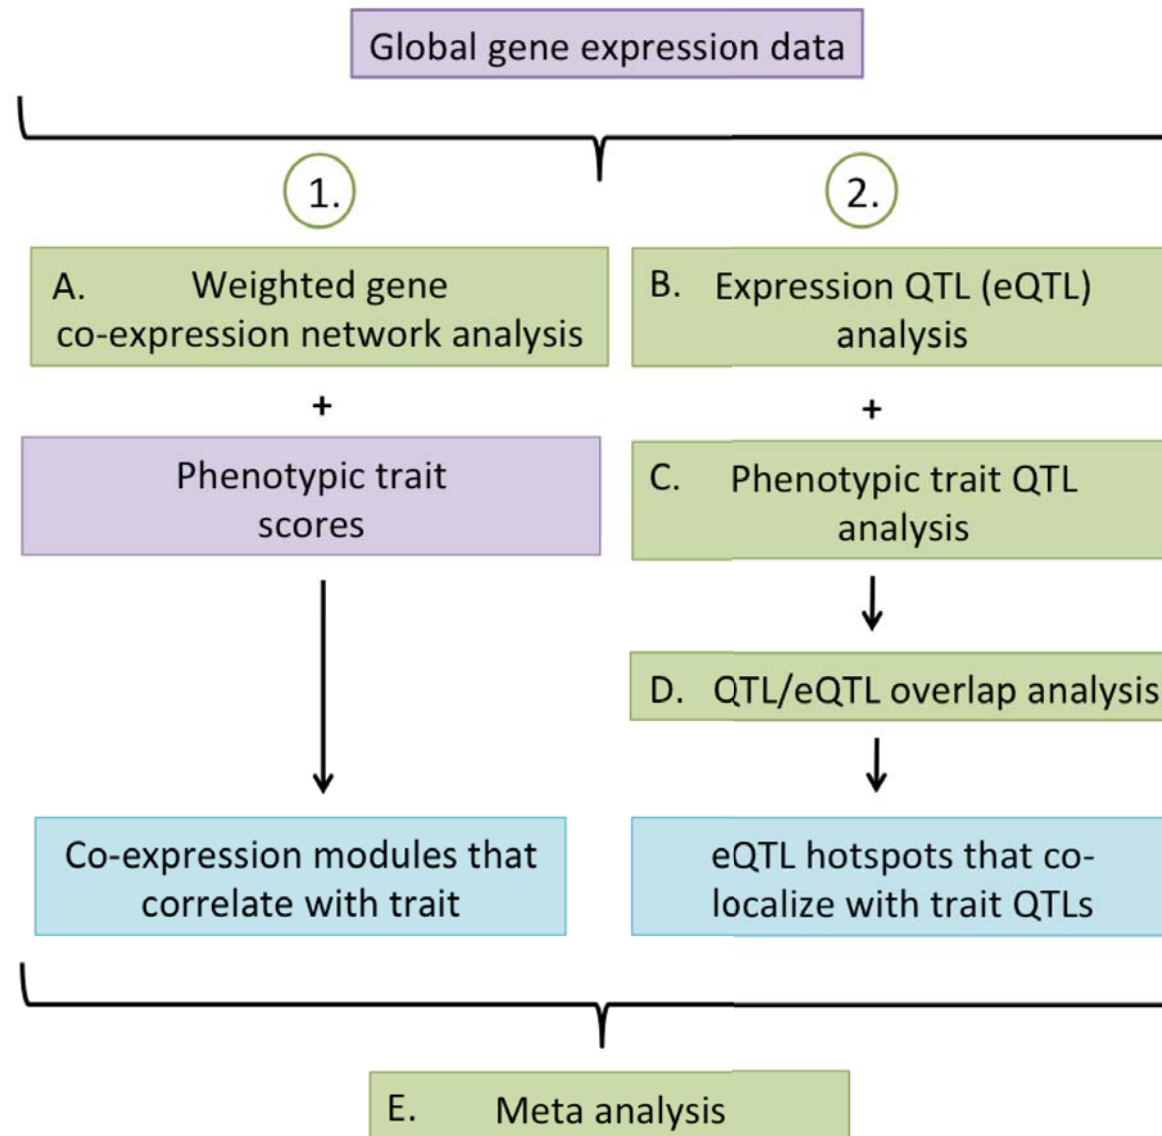 Global gene expression data
1.
2.
A. Weighted gene
co-expression network analysis
B. Expression QTL (eQTL)
analysis
+
+
Phenotypic trait
scores
C. Phenotypic trait QTL
analysis
D. QTL/eQTL overlap analysis
Co-expression modules that
correlate with trait
eQTL hotspots that co-
localize with trait QTLs
E. Meta analysis